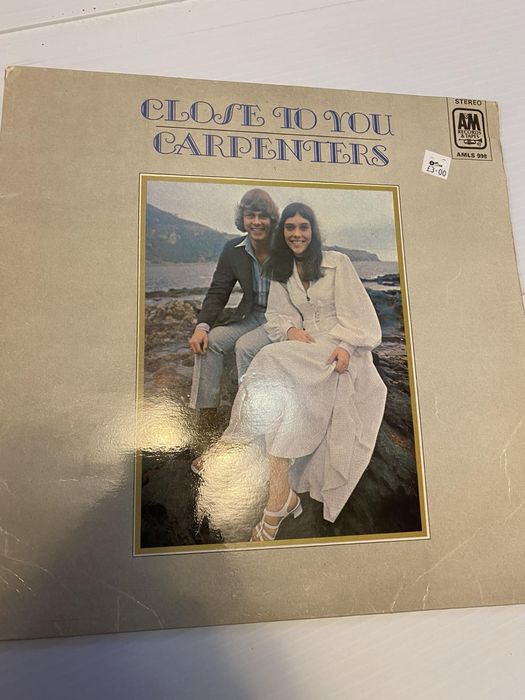 CLOSE TO YOU
CARPENTERS
STEREO
A&M
RECORDS
& TAPES
AMLS 998
£3.00